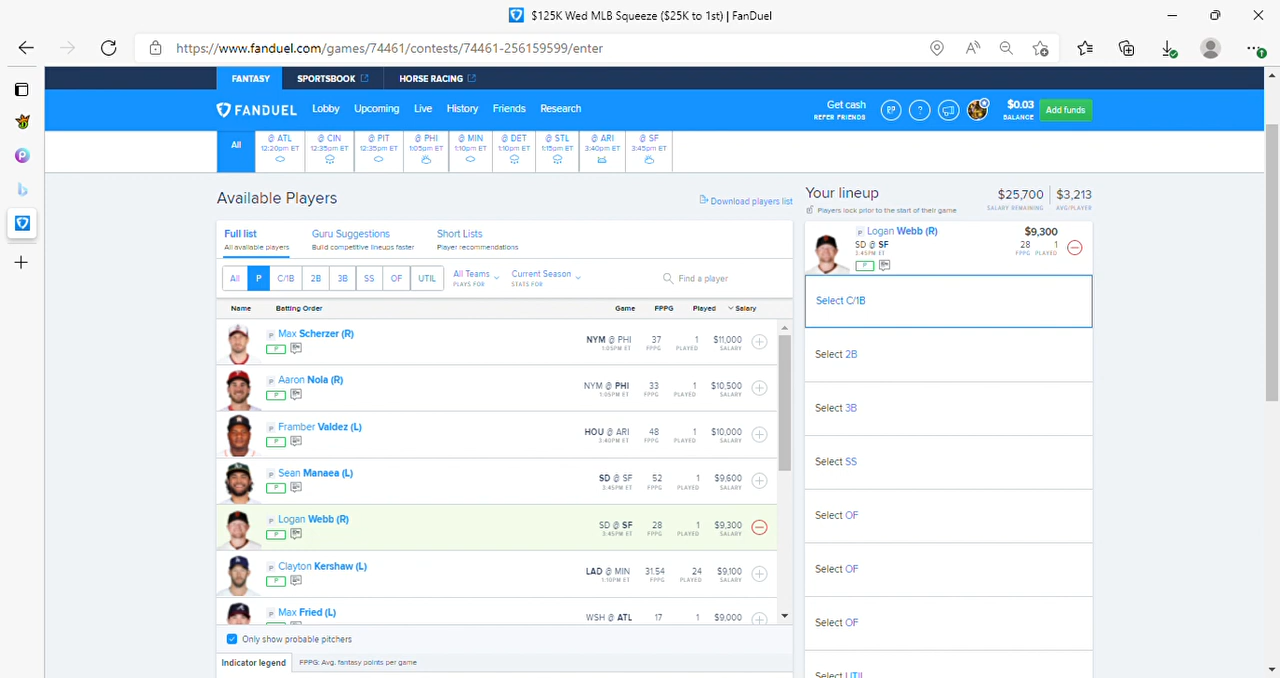 $125K Wed MLB Squeeze ($25K to 1st) | FanDuel
https://www.fanduel.com/games/74461/contests/74461-256159599/enter
FANTASY SPORTSBOOK HORSE RACING
FANDUEL Lobby Upcoming Live History Friends Research
Get cash
REFER FRIENDS
$0.03
BALANCE
Add funds
All
@ ATL
12:20pm ET
@ CIN
12:35pm ET
@ PIT
12:35pm ET
@ PHI
1:05pm ET
@ MIN
1:10pm ET
@ DET
1:10pm ET
@ STL
1:15pm ET
@ ARI
3:40pm ET
@ SF
3:45pm ET
Available Players
Download players list
Full list
All available players
Guru Suggestions
Build competitive lineups faster
Short Lists
Player recommendations
All P C/1B 2B 3B SS OF UTIL
All Teams
PLAYS FOR
Current Season
STATS FOR
Find a player
Name Batting Order Game FPPG Played Salary
P Max Scherzer (R)
P
NYM @ PHI 37 1 $11,000
1:05PM ET FPPG PLAYED SALARY
P Aaron Nola (R)
P
NYM @ PHI 33 1 $10,500
1:05PM ET FPPG PLAYED SALARY
P Framber Valdez (L)
P
HOU @ ARI 48 1 $10,000
3:40PM ET FPPG PLAYED SALARY
P Sean Manaea (L)
P
SD @ SF 52 1 $9,600
3:45PM ET FPPG PLAYED SALARY
P Logan Webb (R)
P
SD @ SF 28 1 $9,300
3:45PM ET FPPG PLAYED SALARY
P Clayton Kershaw (L)
P
LAD @ MIN 31.54 24 $9,100
1:10PM ET FPPG PLAYED SALARY
P Max Fried (L)
WSH @ ATL 17 1 $9,000
Only show probable pitchers
Indicator legend FPPG: Avg. fantasy points per game
Your lineup
Players lock prior to the start of their game
$25,700
SALARY REMAINING
$3,213
AVG/PLAYER
P Logan Webb (R)
SD @ SF
3:45PM ET
P
$9,300
28 1
FPPG PLAYED
Select C/1B
Select 2B
Select 3B
Select SS
Select OF
Select OF
Select OF
Select UTIL